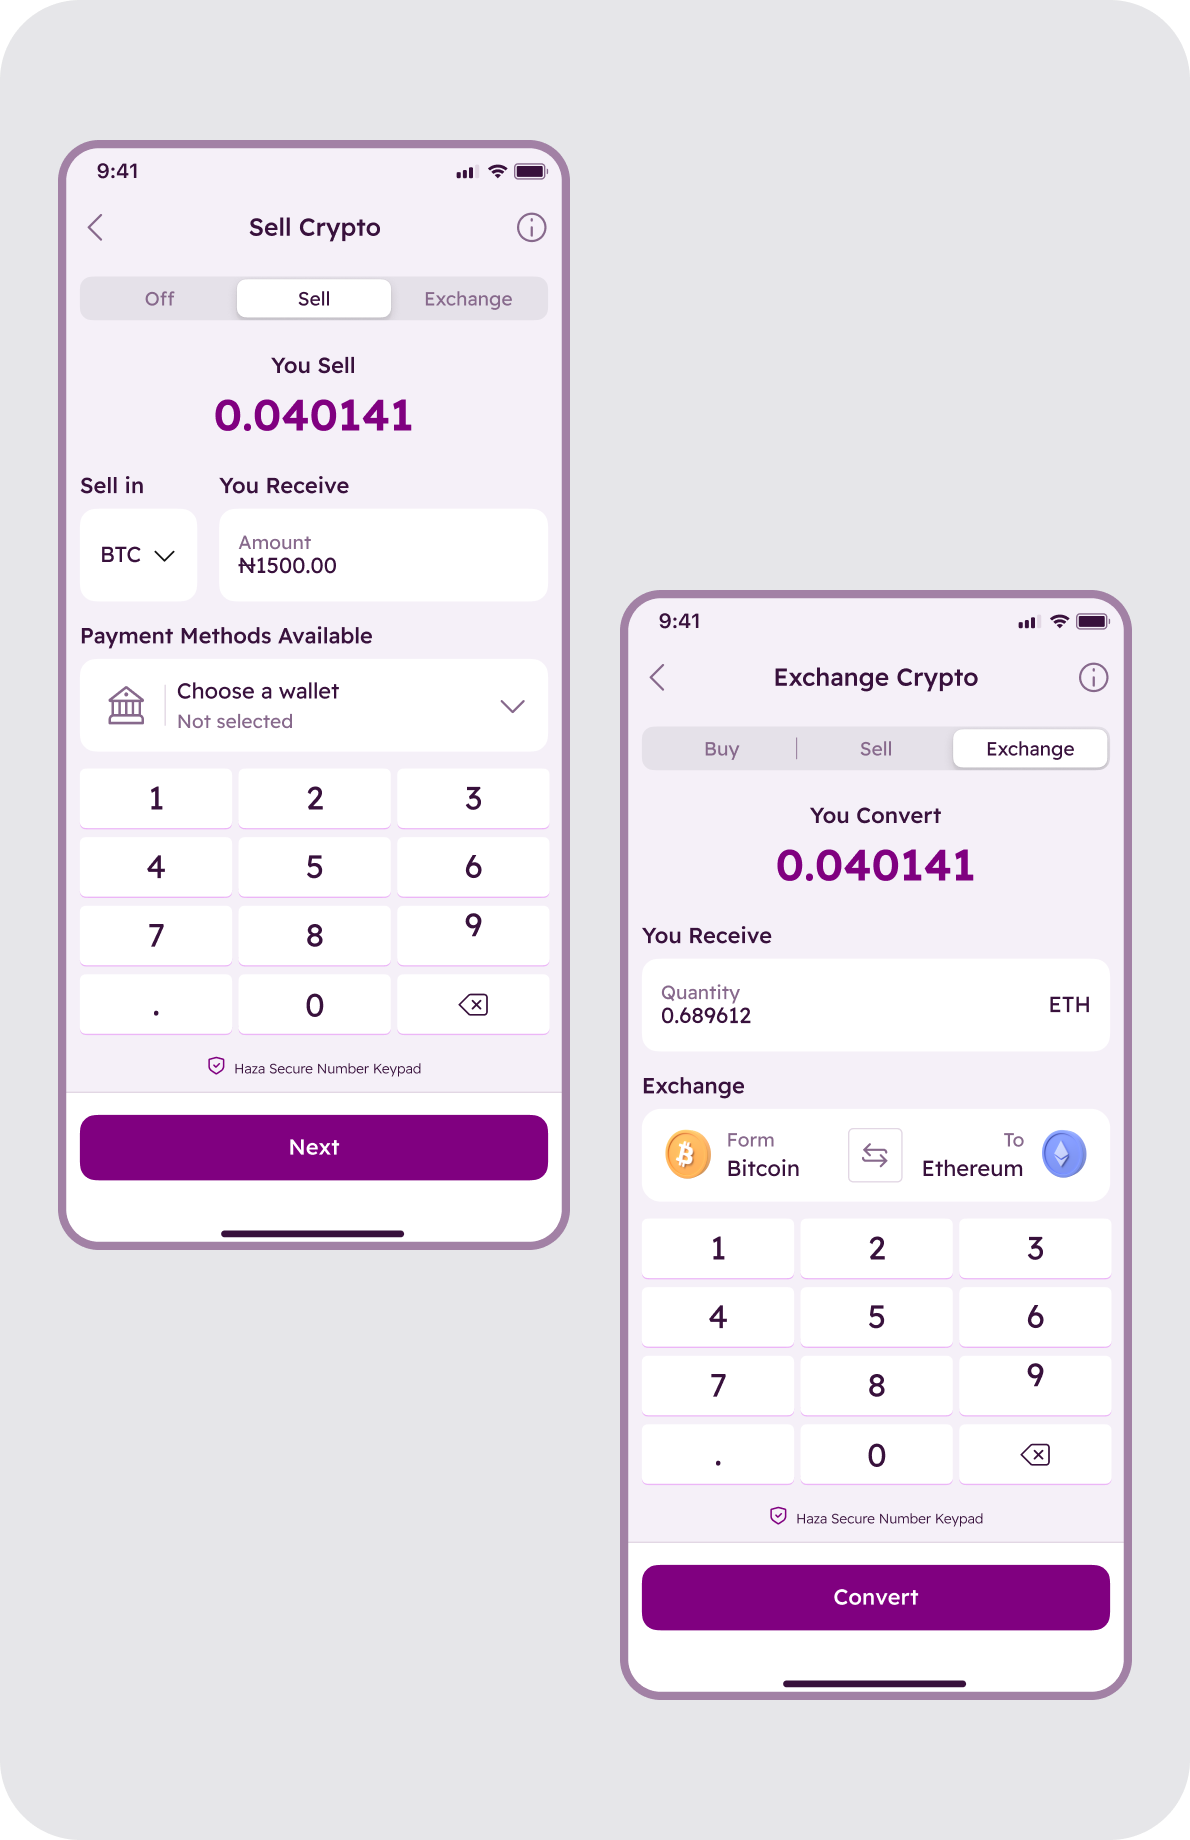 9:41
Sell Crypto
Off Sell Exchange
You Sell
0.040141
Sell in You Receive
BTC
Amount
₦1500.00
Payment Methods Available
Choose a wallet
Not selected
1 2 3
4 5 6
7 8 9
. 0
Haza Secure Number Keypad
Next
9:41
Exchange Crypto
Buy Sell Exchange
You Convert
0.040141
You Receive
Quantity
0.689612
ETH
Exchange
Form To
Bitcoin Ethereum
1 2 3
4 5 6
7 8 9
. 0
Haza Secure Number Keypad
Convert